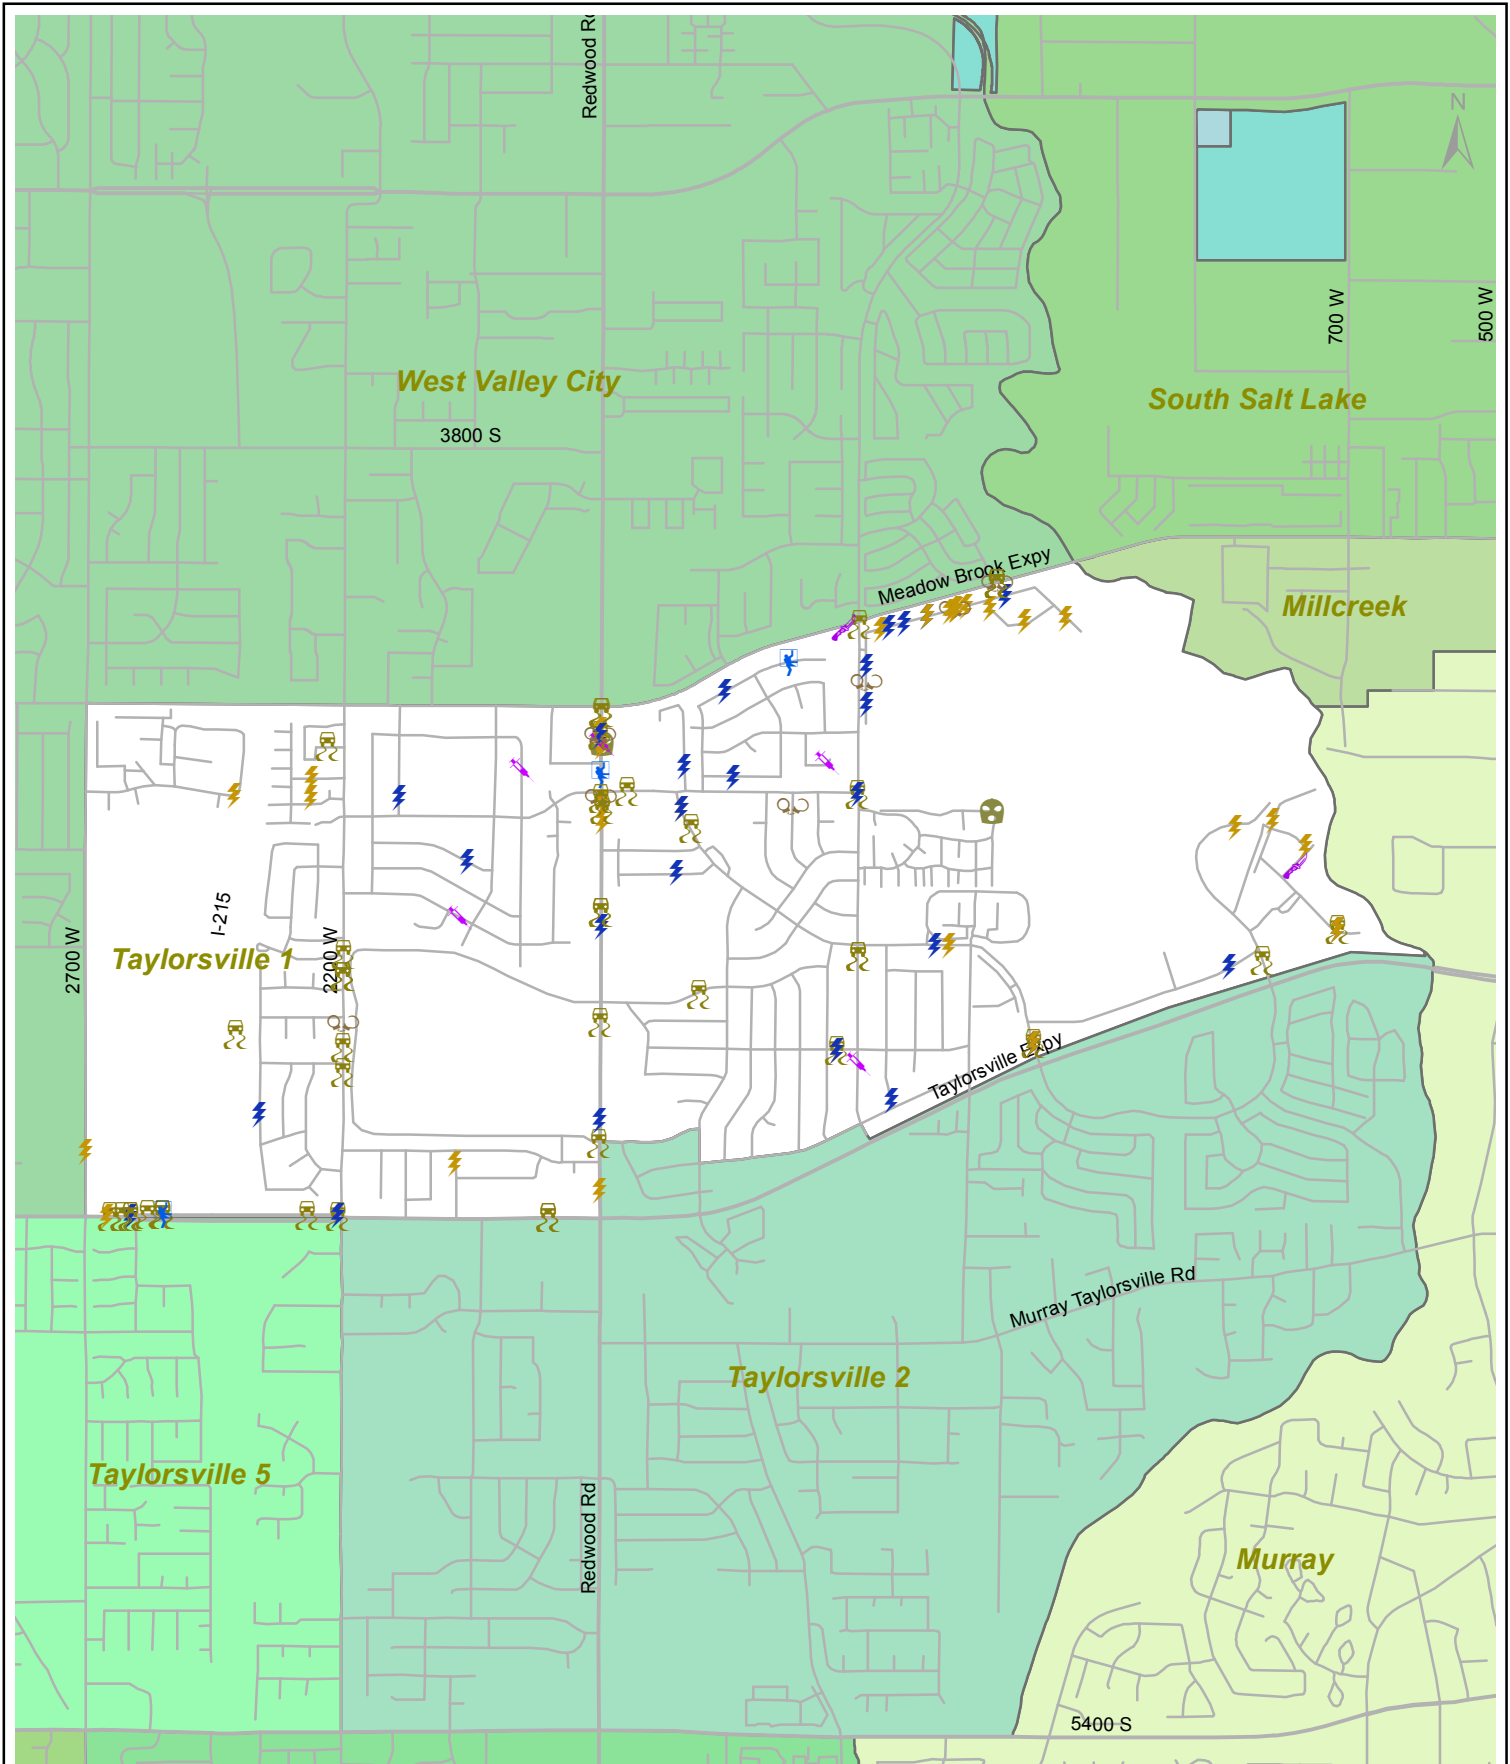 Redwood Rd
N
700 W
500 W
West Valley City
South Salt Lake
3800 S
Meadow Brook Expy
Millcreek
I-215
2700 W
Taylorsville 1
2200 W
Taylorsville Expy
Murray Taylorsville Rd
Taylorsville 2
Taylorsville 5
Redwood Rd
Murray
5400 S